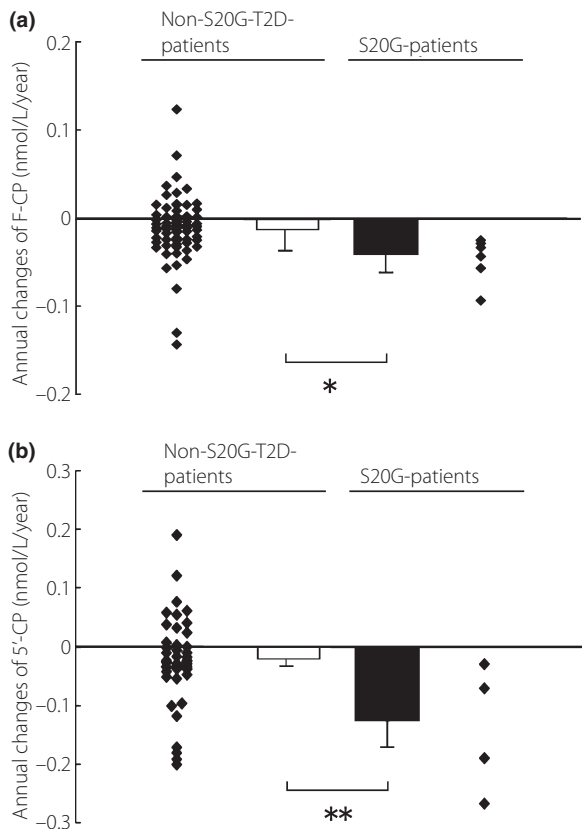 (a)
Non-S20G-T2D-
patients
S20G-patients
Annual changes of F-CP (nmol/L/year)
0.2
0.1
0
−0.1
−0.2
*
(b)
Non-S20G-T2D-
patients
S20G-patients
Annual changes of 5′-CP (nmol/L/year)
0.3
0.2
0.1
0
−0.1
−0.2
−0.3
**